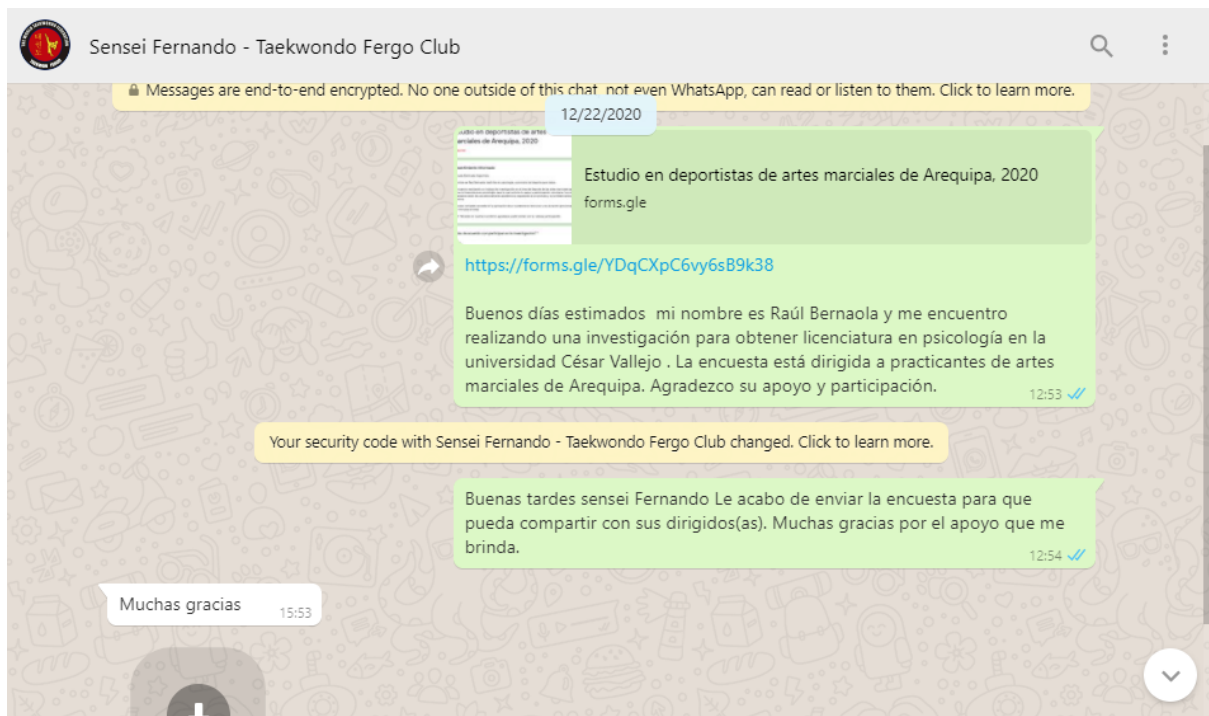 Sensei Fernando - Taekwondo Fergo Club
Messages are end-to-end encrypted. No one outside of this chat, not even WhatsApp, can read or listen to them. Click to learn more.
12/22/2020
Estudio en deportistas de artes marciales de Arequipa, 2020
forms.gle
https://forms.gle/YDqCXpC6vy6sB9k38
Buenos días estimados  mi nombre es Raúl Bernaola y me encuentro
realizando una investigación para obtener licenciatura en psicología en la
universidad César Vallejo . La encuesta está dirigida a practicantes de artes
marciales de Arequipa. Agradezco su apoyo y participación.
12:53
Your security code with Sensei Fernando - Taekwondo Fergo Club changed. Click to learn more.
Buenas tardes sensei Fernando Le acabo de enviar la encuesta para que
pueda compartir con sus dirigidos(as). Muchas gracias por el apoyo que me
brinda.
12:54
Muchas gracias
15:53